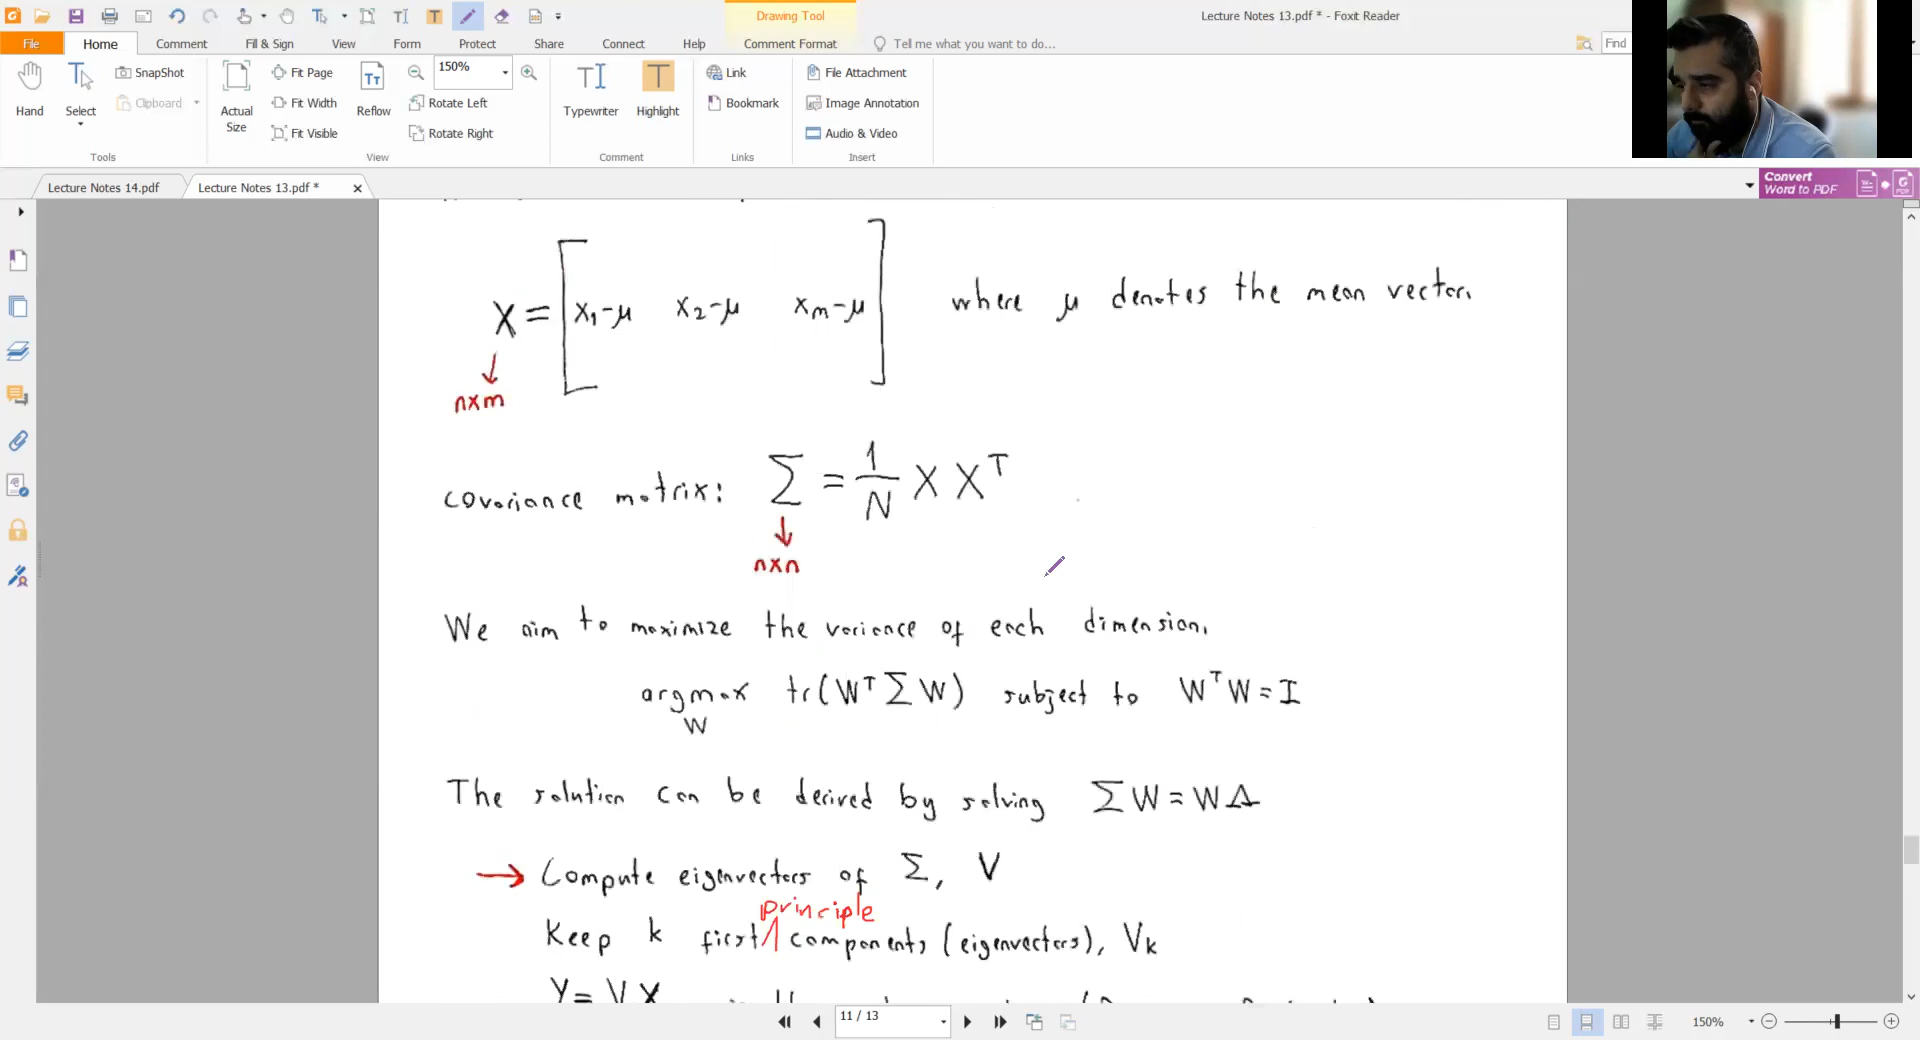 Drawing Tool
Lecture Notes 13.pdf * - Foxit Reader
File Home Comment Fill & Sign View Form Protect Share Connect Help Comment Format Tell me what you want to do... Find
SnapShot Fit Page 150% Link File Attachment
Hand Select Clipboard Actual Size Fit Width Reflow Rotate Left Typewriter Highlight Bookmark Image Annotation
Fit Visible Rotate Right Audio & Video
Tools View Comment Links Insert
Lecture Notes 14.pdf Lecture Notes 13.pdf *
Convert
Word to PDF
X = [x₁-μ x₂-μ xₘ-μ] where μ denotes the mean vector.
n×m
covariance matrix: Σ = 1/N X Xᵀ
n×n
We aim to maximize the variance of each dimension.
argmax tr(Wᵀ Σ W) subject to WᵀW = I
W
The solution can be derived by solving ΣW = WΛ
→ Compute eigenvectors of Σ, V
principle
Keep k first components (eigenvectors), Vk
Y = V X
11 / 13
150%